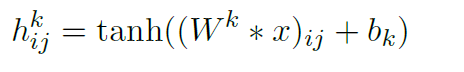 $h_{ij}^k = \tanh((W^k * x)_{ij} + b_k)$